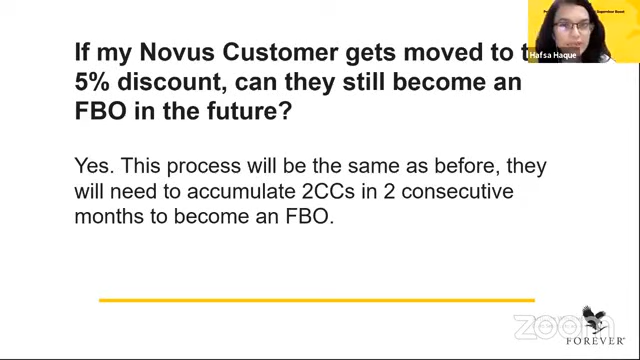 If my Novus Customer gets moved to
5% discount, can they still become an
FBO in the future?
Yes. This process will be the same as before, they
will need to accumulate 2CCs in 2 consecutive
months to become an FBO.
Hafsa Haque
zoom
FOREVER